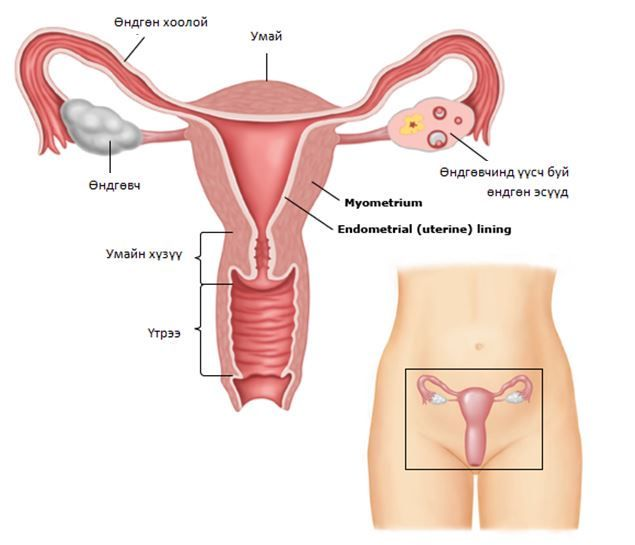 Өндгөн хоолой
Умай
Өндгөвч
Өндгөвчинд үүсч буй
өндгөн эсүүд
Myometrium
Endometrial (uterine) lining
Умайн хүзүү
Үтрээ